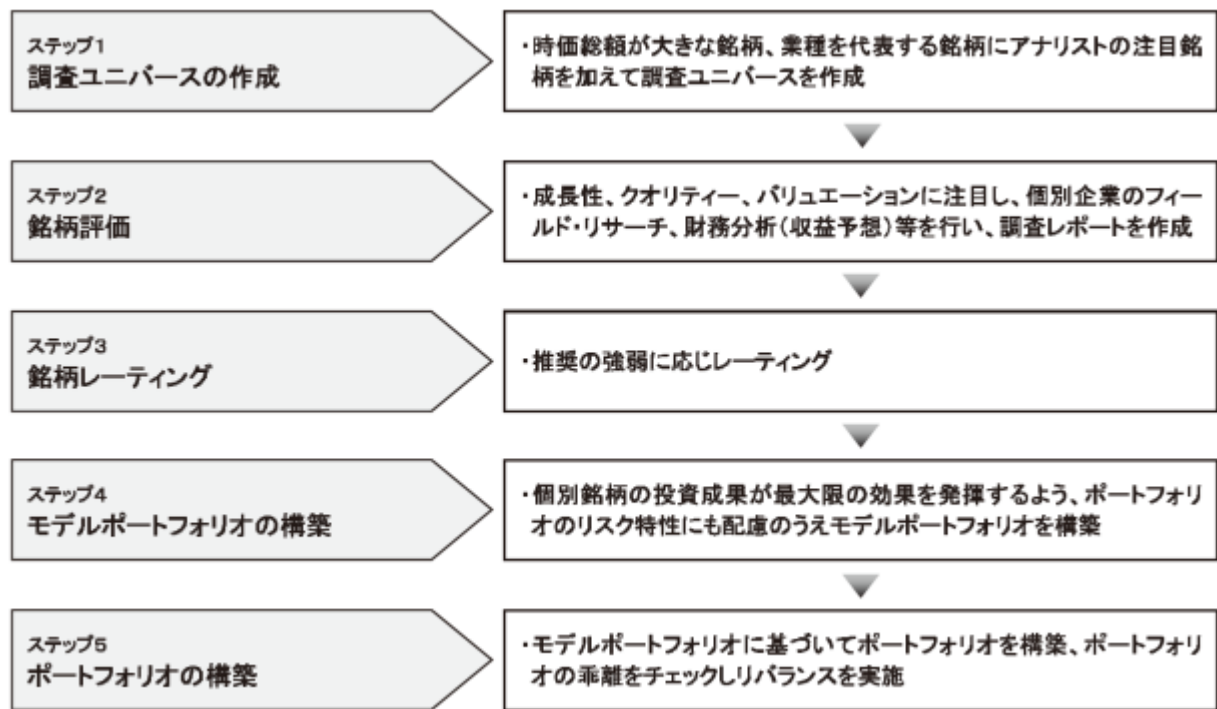 ステップ1
調査ユニバースの作成
・時価総額が大きな銘柄、業種を代表する銘柄にアナリストの注目銘
柄を加えて調査ユニバースを作成
ステップ2
銘柄評価
・成長性、クオリティー、バリュエーションに注目し、個別企業のフィー
ルド・リサーチ、財務分析(収益予想)等を行い、調査レポートを作成
ステップ3
銘柄レーティング
・推奨の強弱に応じレーティング
ステップ4
モデルポートフォリオの構築
・個別銘柄の投資成果が最大限の効果を発揮するよう、ポートフォリ
オのリスク特性にも配慮のうえモデルポートフォリオを構築
ステップ5
ポートフォリオの構築
・モデルポートフォリオに基づいてポートフォリオを構築、ポートフォリ
オの乖離をチェックしリバランスを実施